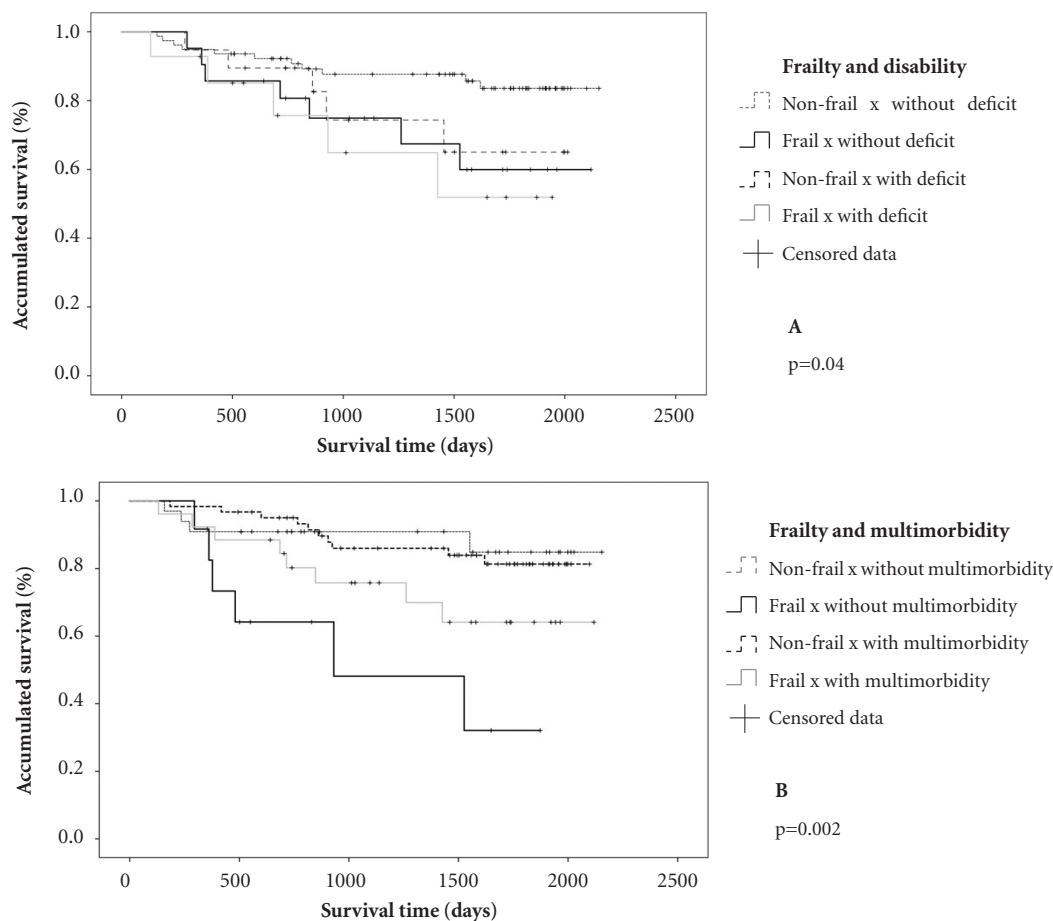 Accumulated survival (%)
1.0
0.8
0.6
0.4
0.2
0.0
0 500 1000 1500 2000 2500
Survival time (days)
Frailty and disability
Non-frail x without deficit
Frail x without deficit
Non-frail x with deficit
Frail x with deficit
Censored data
A
p=0.04
Accumulated survival (%)
1.0
0.8
0.6
0.4
0.2
0.0
0 500 1000 1500 2000 2500
Survival time (days)
Frailty and multimorbidity
Non-frail x without multimorbidity
Frail x without multimorbidity
Non-frail x with multimorbidity
Frail x with multimorbidity
Censored data
B
p=0.002